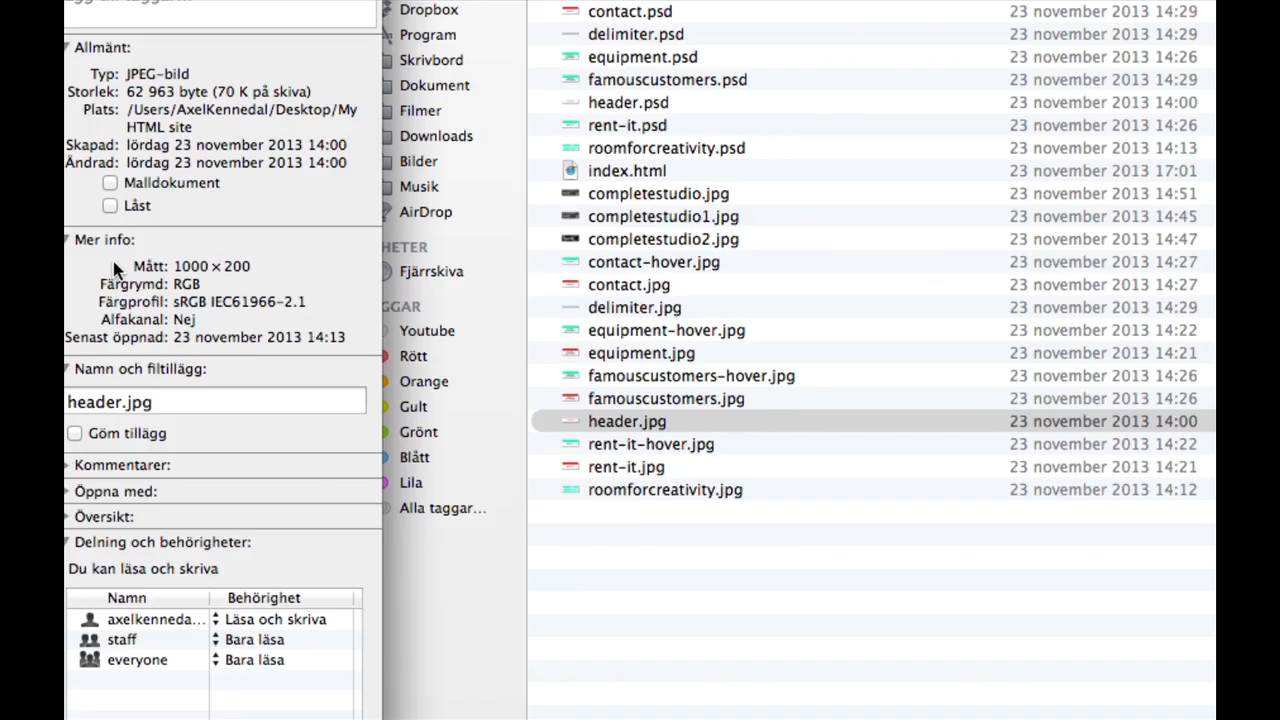 Allmänt:
Typ: JPEG-bild
Storlek: 62 963 byte (70 K på skiva)
Plats: /Users/AxelKennedal/Desktop/My
HTML site
Skapad: lördag 23 november 2013 14:00
Ändrad: lördag 23 november 2013 14:00
Malldokument
Låst
Mer info:
Mått: 1000 × 200
Färgrymd: RGB
Färgprofil: sRGB IEC61966-2.1
Alfakanal: Nej
Senast öppnad: 23 november 2013 14:13
Namn och filtillägg:
header.jpg
Göm tillägg
Kommentarer:
Öppna med:
Översikt:
Delning och behörigheter:
Du kan läsa och skriva
Namn Behörighet
axelkenneda... Läsa och skriva
staff Bara läsa
everyone Bara läsa
Dropbox
Program
Skrivbord
Dokument
Filmer
Downloads
Bilder
Musik
AirDrop
HETER
Fjärrskiva
GGAR
Youtube
Rött
Orange
Gult
Grönt
Blått
Lila
Alla taggar...
contact.psd 23 november 2013 14:29
delimiter.psd 23 november 2013 14:29
equipment.psd 23 november 2013 14:29
famouscustomers.psd 23 november 2013 14:29
header.psd 23 november 2013 14:00
rent-it.psd 23 november 2013 14:26
roomforcreativity.psd 23 november 2013 14:13
index.html 23 november 2013 17:01
completestudio.jpg 23 november 2013 14:51
completestudio1.jpg 23 november 2013 14:45
completestudio2.jpg 23 november 2013 14:47
contact-hover.jpg 23 november 2013 14:27
contact.jpg 23 november 2013 14:27
delimiter.jpg 23 november 2013 14:29
equipment-hover.jpg 23 november 2013 14:22
equipment.jpg 23 november 2013 14:21
famouscustomers-hover.jpg 23 november 2013 14:26
famouscustomers.jpg 23 november 2013 14:26
header.jpg 23 november 2013 14:00
rent-it-hover.jpg 23 november 2013 14:22
rent-it.jpg 23 november 2013 14:21
roomforcreativity.jpg 23 november 2013 14:12